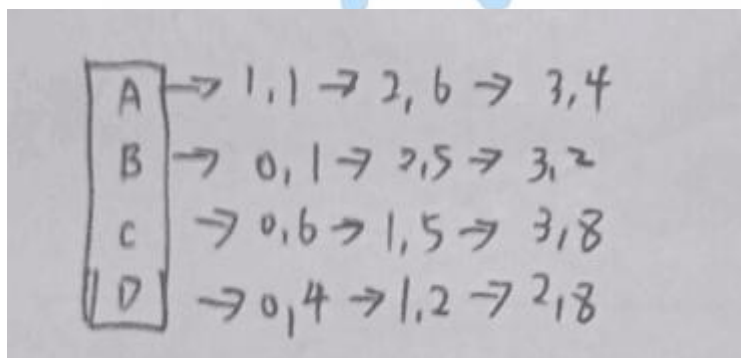 A → 1,1 → 2,6 → 3,4
B → 0,1 → 2,5 → 3,2
C → 0,6 → 1,5 → 3,8
D → 0,4 → 1,2 → 2,8